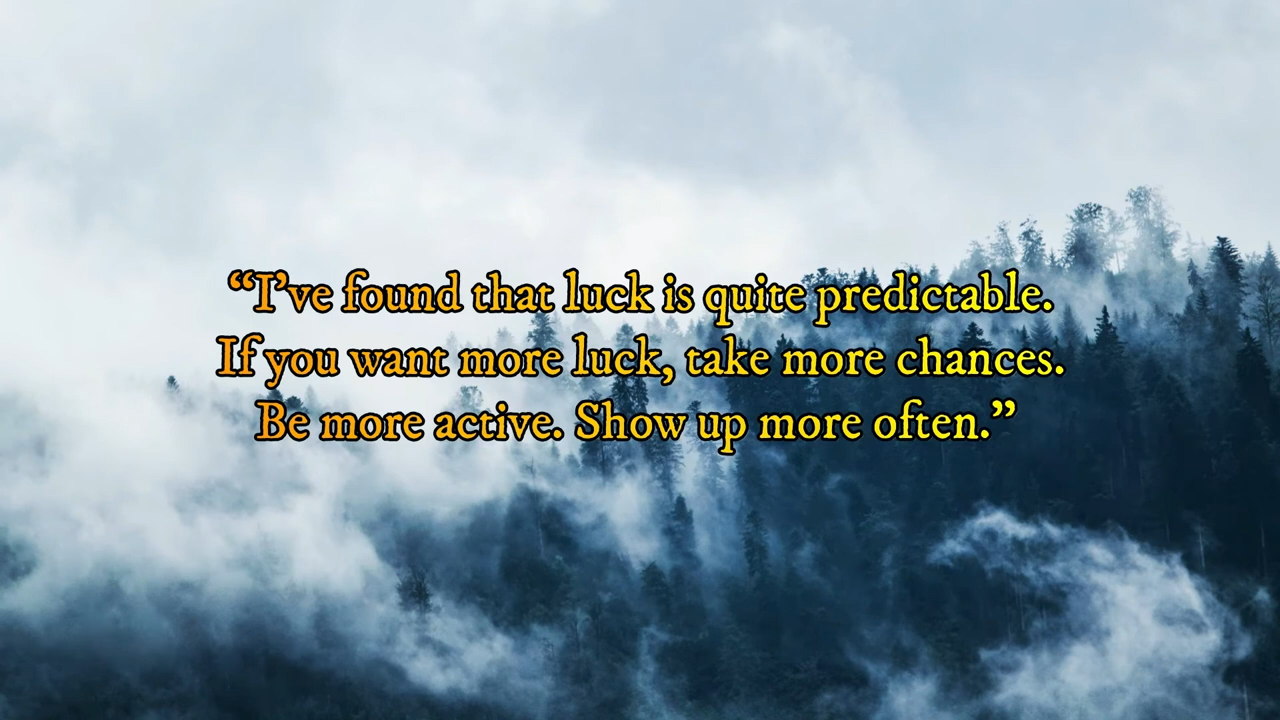 “I’ve found that luck is quite predictable.
If you want more luck, take more chances.
Be more active. Show up more often.”